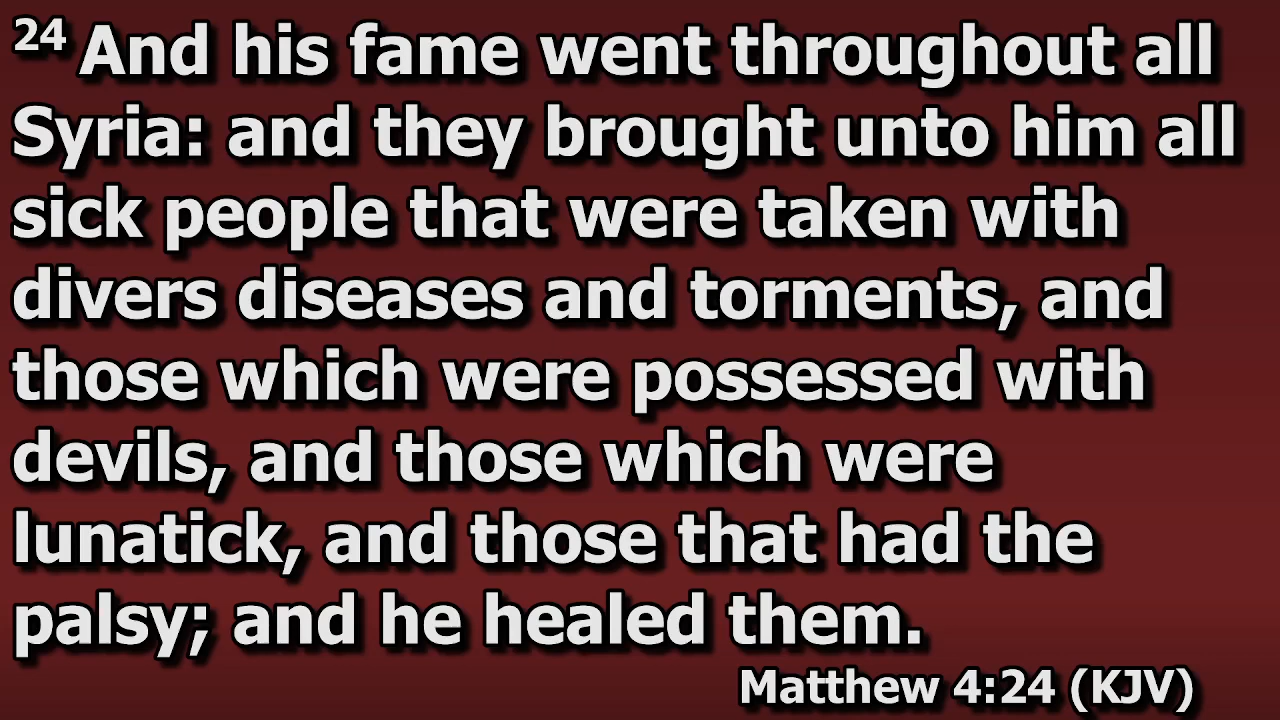 24 And his fame went throughout all
Syria: and they brought unto him all
sick people that were taken with
divers diseases and torments, and
those which were possessed with
devils, and those which were
lunatick, and those that had the
palsy; and he healed them.
Matthew 4:24 (KJV)